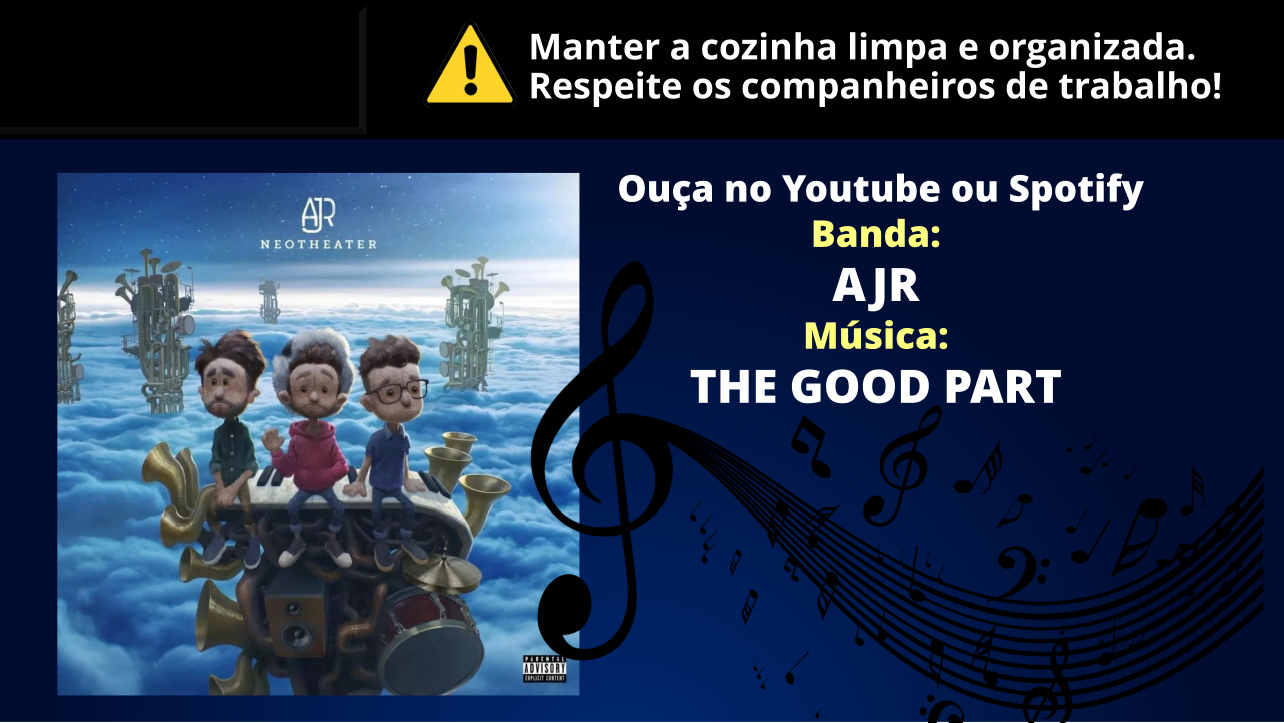 Manter a cozinha limpa e organizada.
Respeite os companheiros de trabalho!
AJR
NEOTHEATER
PARENTAL
ADVISORY
EXPLICIT CONTENT
Ouça no Youtube ou Spotify
Banda:
AJR
Música:
THE GOOD PART